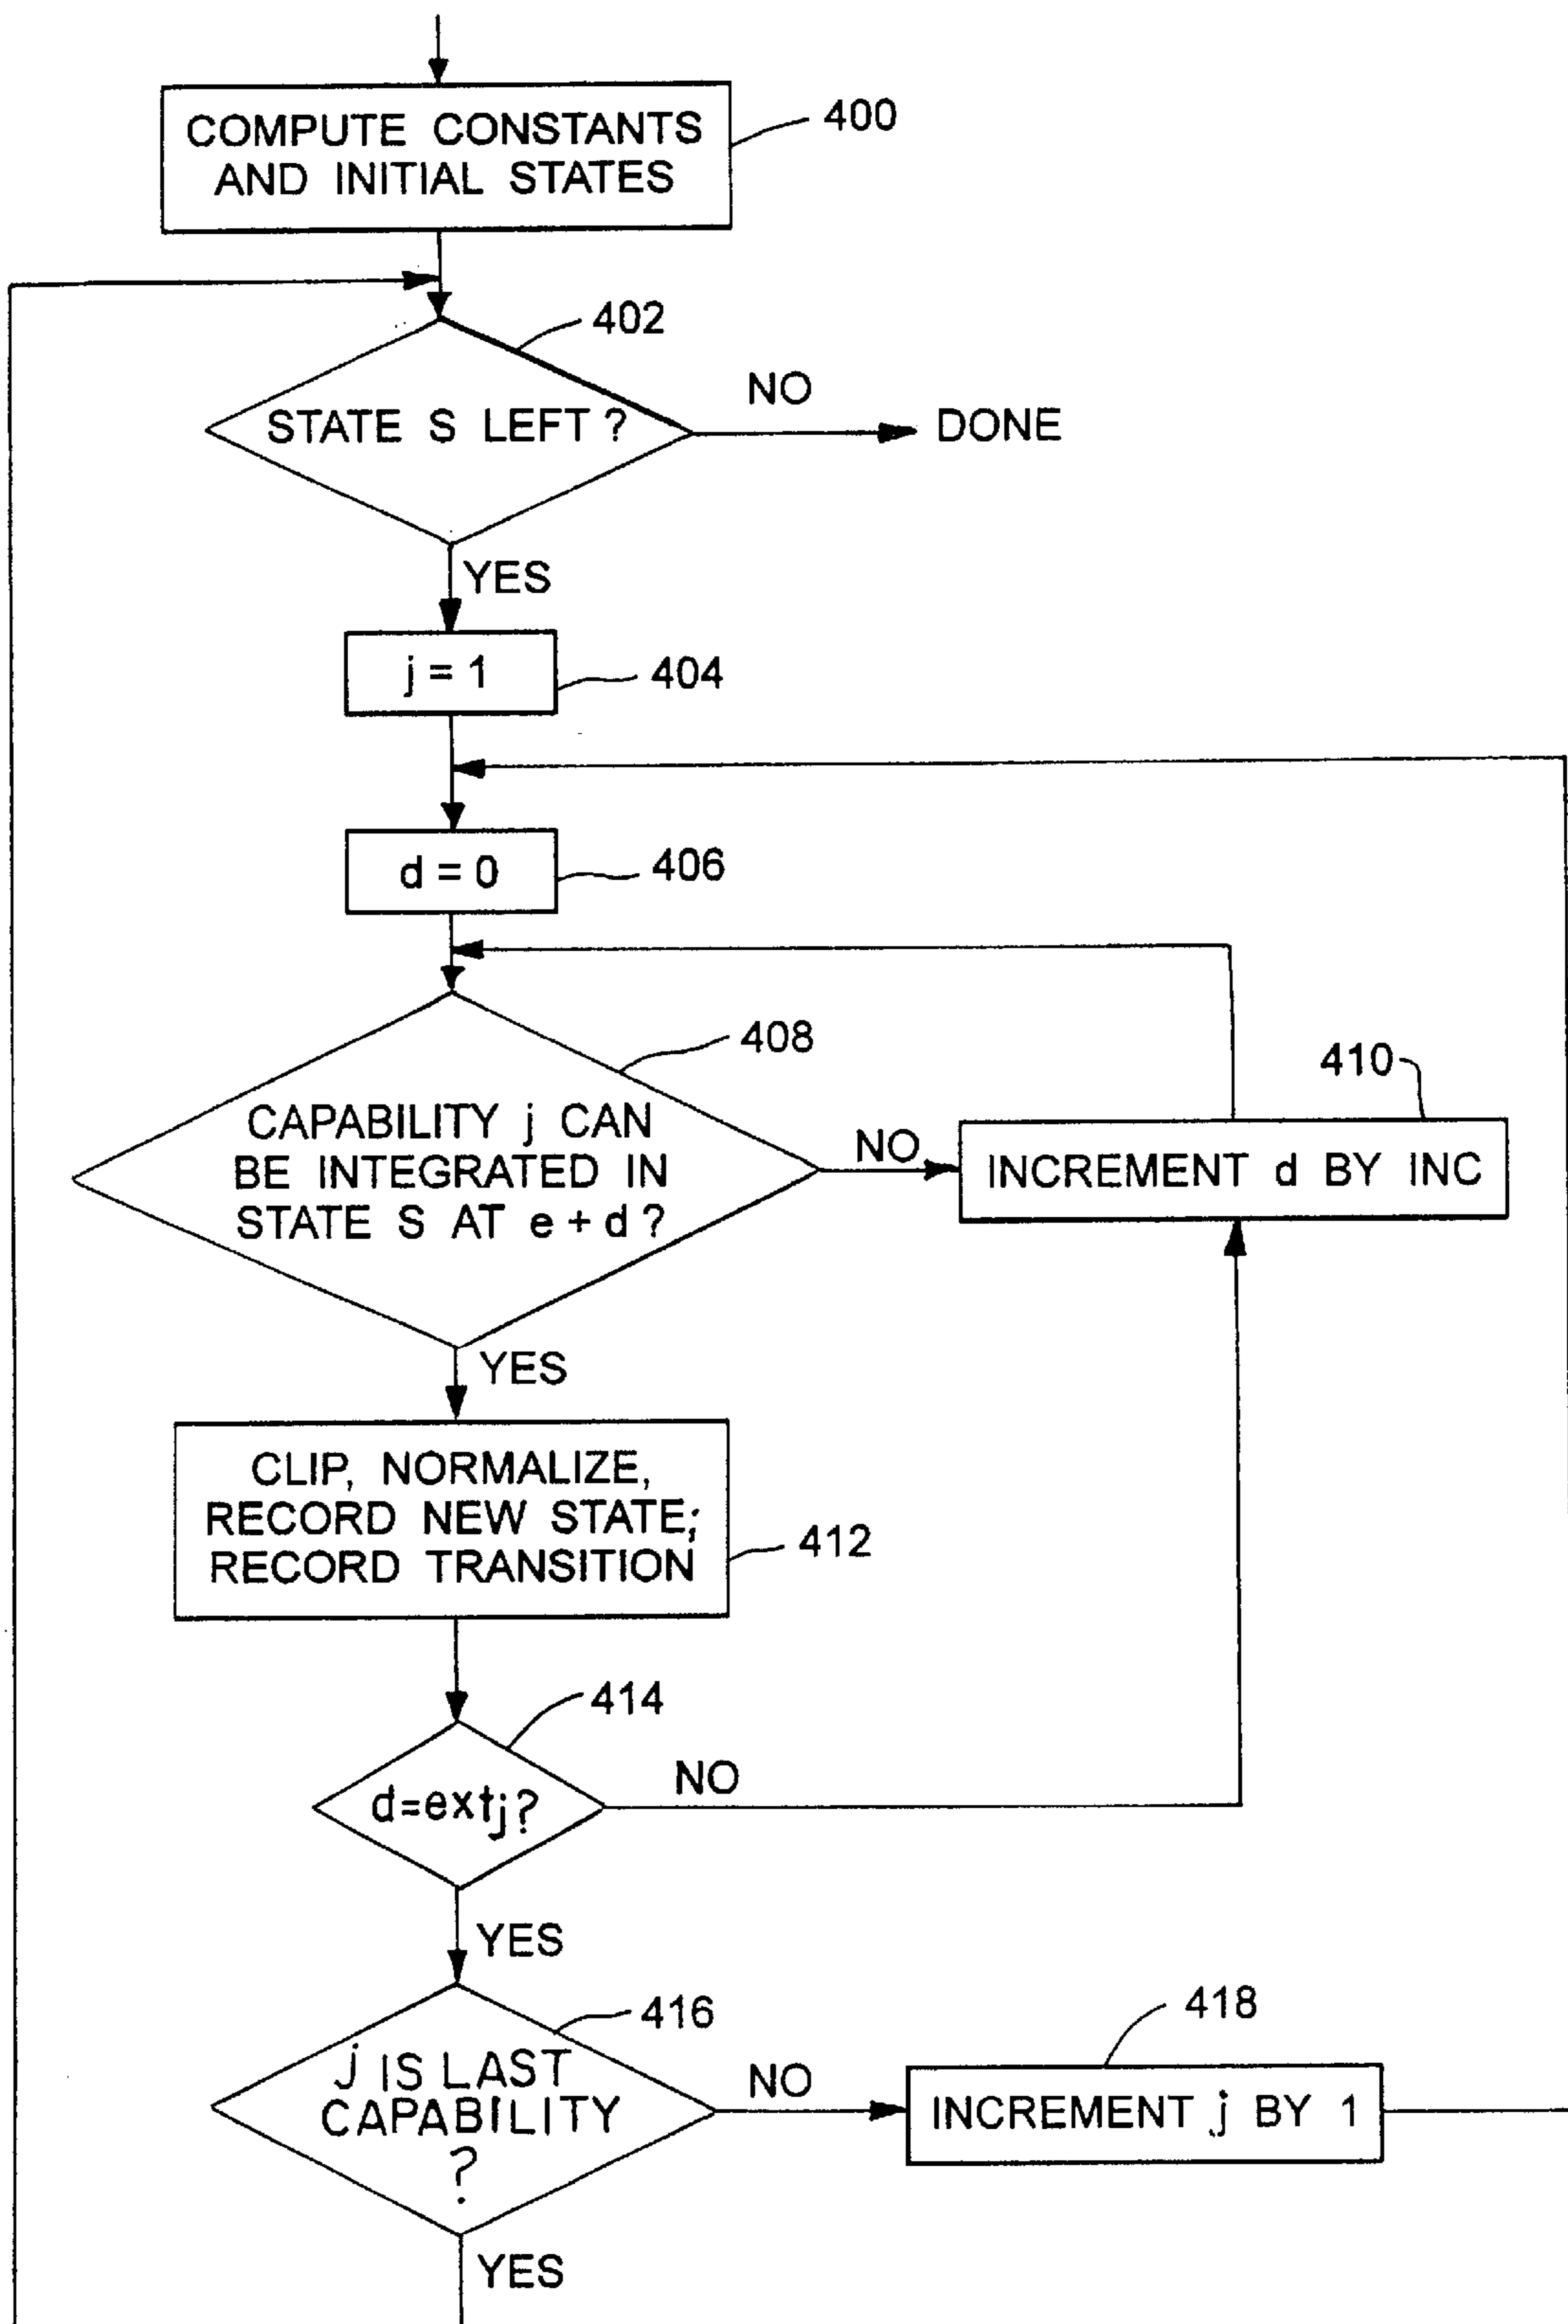 COMPUTE CONSTANTS
AND INITIAL STATES
400
402
STATE S LEFT ?
NO
DONE
YES
j = 1
404
d = 0
406
408
CAPABILITY j CAN
BE INTEGRATED IN
STATE S AT e + d ?
NO
410
INCREMENT d BY INC
YES
CLIP, NORMALIZE,
RECORD NEW STATE;
RECORD TRANSITION
412
414
d=extj?
NO
YES
416
j IS LAST
CAPABILITY
?
NO
418
INCREMENT j BY 1
YES